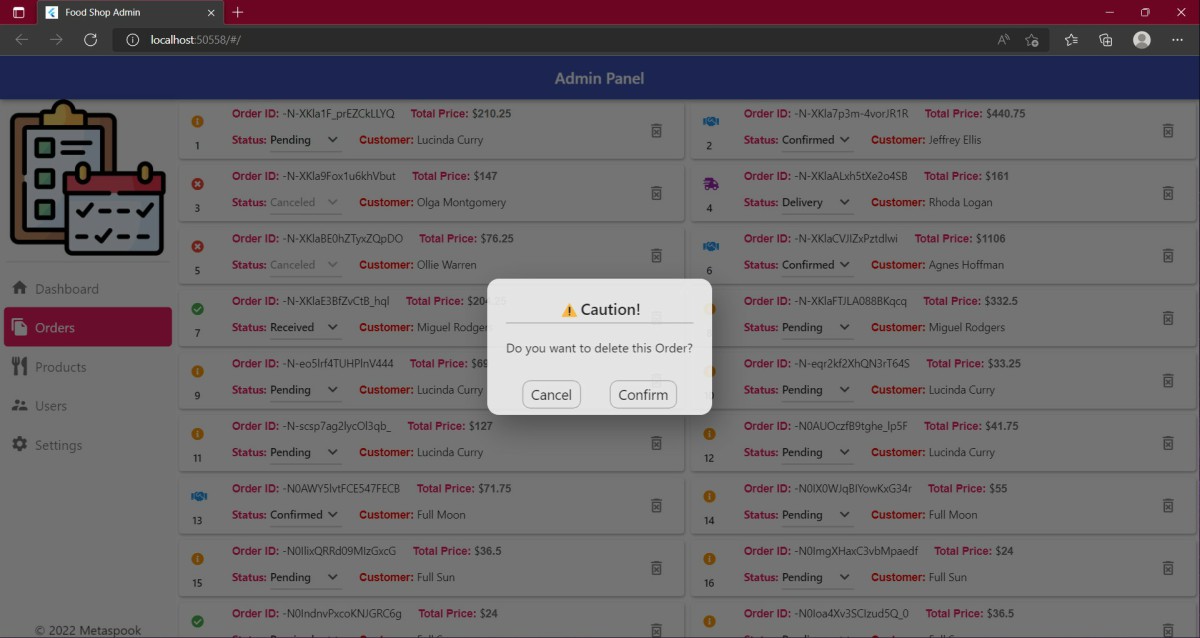 Food Shop Admin
localhost:50558/#/
Admin Panel
Dashboard
Orders
Products
Users
Settings
© 2022 Metaspook
Order ID: -N-XKla1F_prEZCkLLYQ Total Price: $210.25
1 Status: Pending Customer: Lucinda Curry
Order ID: -N-XKla7p3m-4vorJR1R Total Price: $440.75
2 Status: Confirmed Customer: Jeffrey Ellis
Order ID: -N-XKla9Fox1u6khVbut Total Price: $147
3 Status: Canceled Customer: Olga Montgomery
Order ID: -N-XKlaALxh5tXe2o4SB Total Price: $161
4 Status: Delivery Customer: Rhoda Logan
Order ID: -N-XKlaBE0hZTyxZQpDO Total Price: $76.25
5 Status: Canceled Customer: Ollie Warren
Order ID: -N-XKlaCVJIZxPztdlwi Total Price: $1106
6 Status: Confirmed Customer: Agnes Hoffman
Order ID: -N-XKlaE3BfZvCtB_hql Total Price: $204.25
7 Status: Received Customer: Miguel Rodgers
Order ID: -N-XKlaFTJLA088BKqcq Total Price: $332.5
Status: Pending Customer: Miguel Rodgers
Order ID: -N-eo5lrf4TUHPlnV444 Total Price:
9 Status: Pending Customer: Lucinda Curry
Order ID: -N-eqr2kf2XhQN3rT64S Total Price: $33.25
10 Status: Pending Customer: Lucinda Curry
Order ID: -N-scsp7ag2lycOl3qb_ Total Price: $127
11 Status: Pending Customer: Lucinda Curry
Order ID: -N0AUOczfB9tghe_lp5F Total Price: $41.75
12 Status: Pending Customer: Lucinda Curry
Order ID: -N0AWY5IvtFCE547FECB Total Price: $71.75
13 Status: Confirmed Customer: Full Moon
Order ID: -N0IX0WJqBIYowKxG34r Total Price: $55
14 Status: Pending Customer: Full Moon
Order ID: -N0IlixQRRd09MIzGxcG Total Price: $36.5
15 Status: Pending Customer: Full Sun
Order ID: -N0ImgXHaxC3vbMpaedf Total Price: $24
16 Status: Pending Customer: Full Sun
Order ID: -N0IndnvPxcoKNJGRC6g Total Price: $24
Order ID: -N0Ioa4Xv3SCIzud5Q_0 Total Price: $36.5
Caution!
Do you want to delete this Order?
Cancel
Confirm